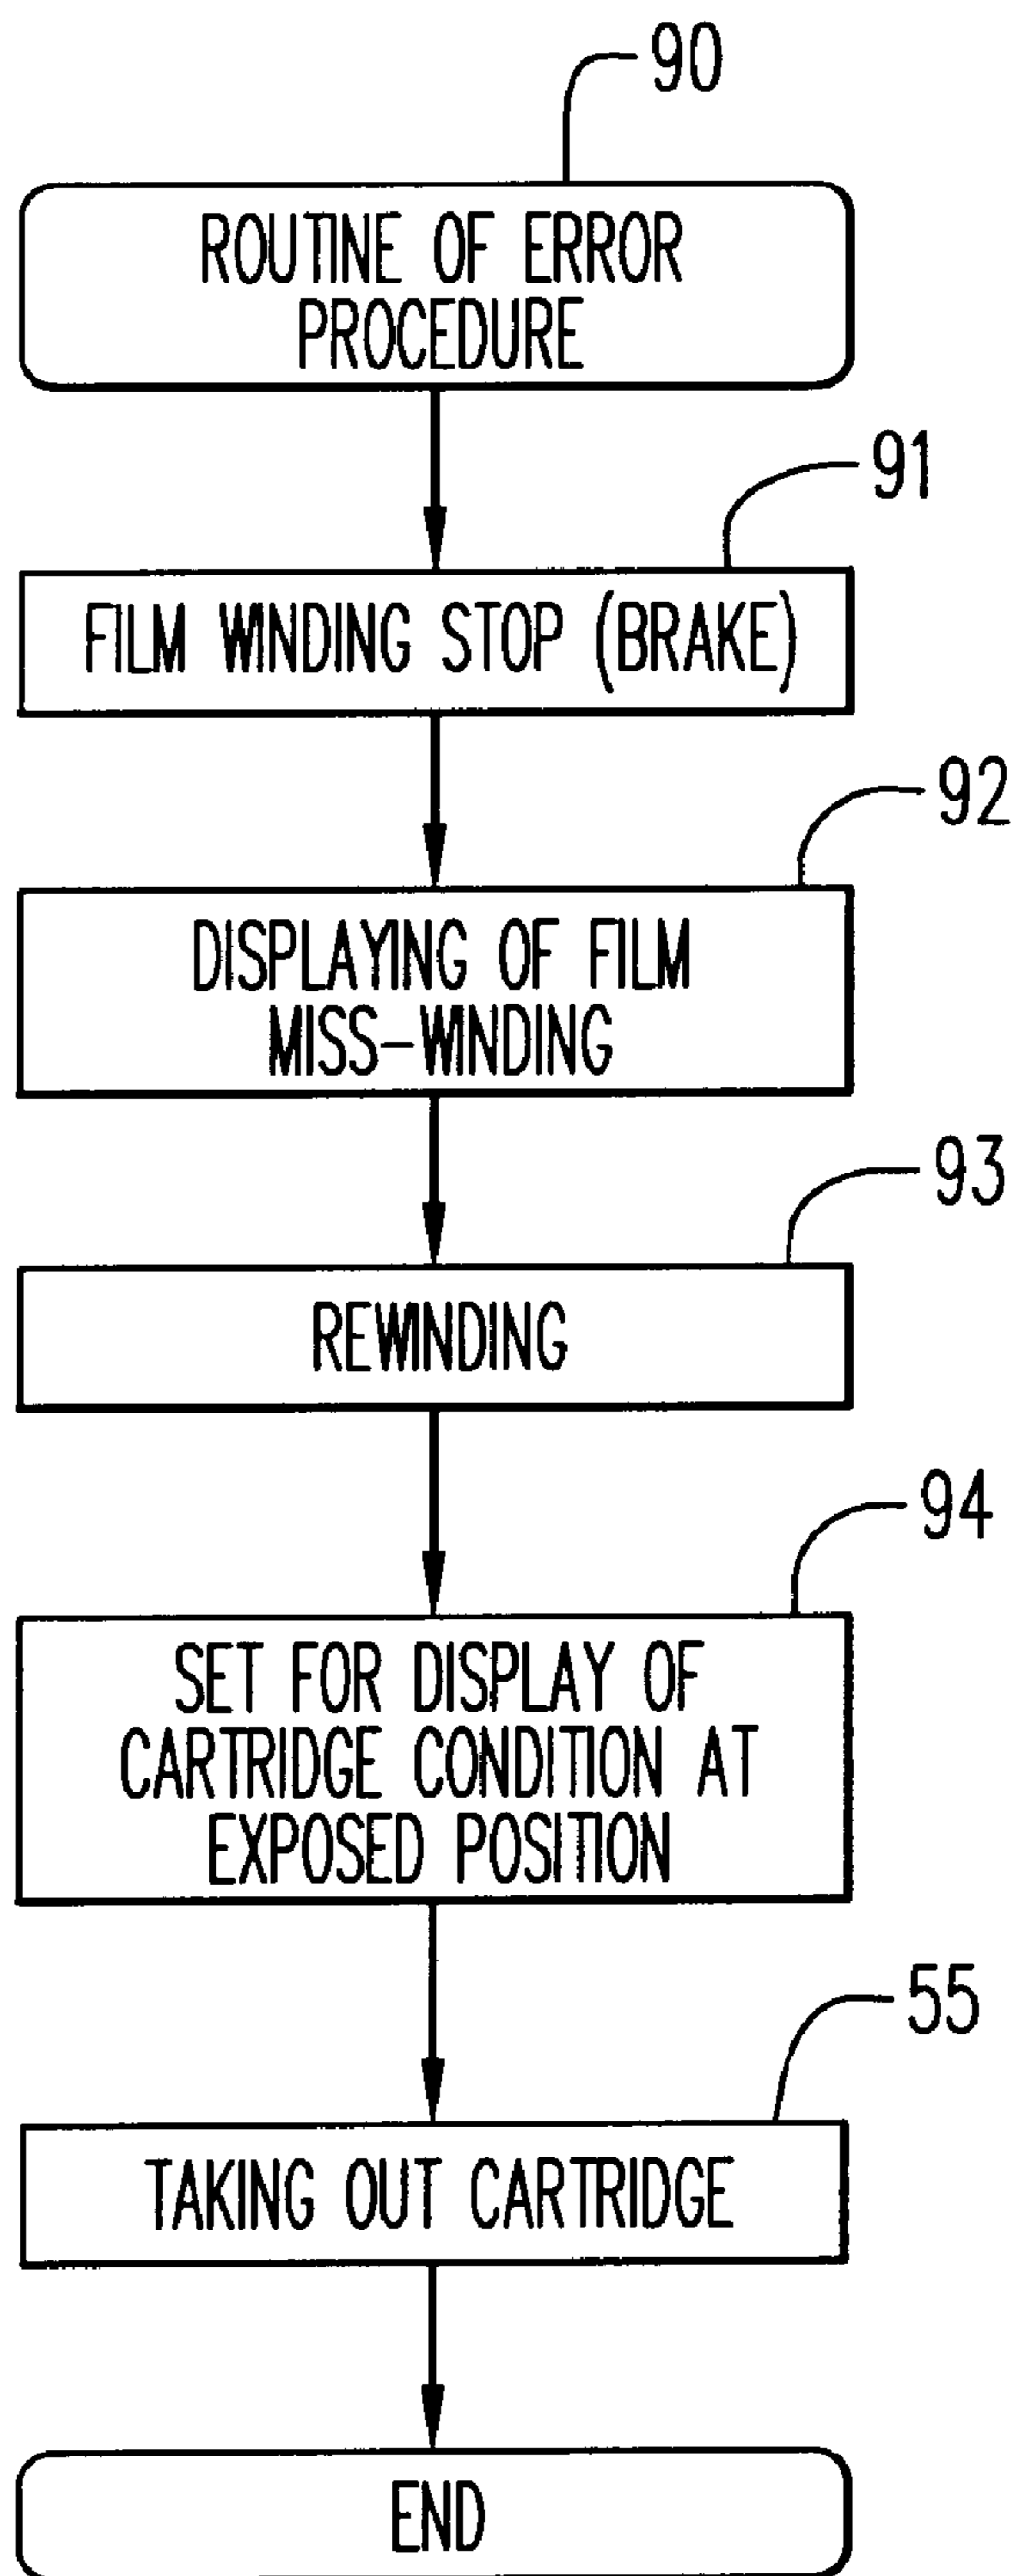 90
ROUTINE OF ERROR
PROCEDURE
91
FILM WINDING STOP (BRAKE)
92
DISPLAYING OF FILM
MISS-WINDING
93
REWINDING
94
SET FOR DISPLAY OF
CARTRIDGE CONDITION AT
EXPOSED POSITION
55
TAKING OUT CARTRIDGE
END